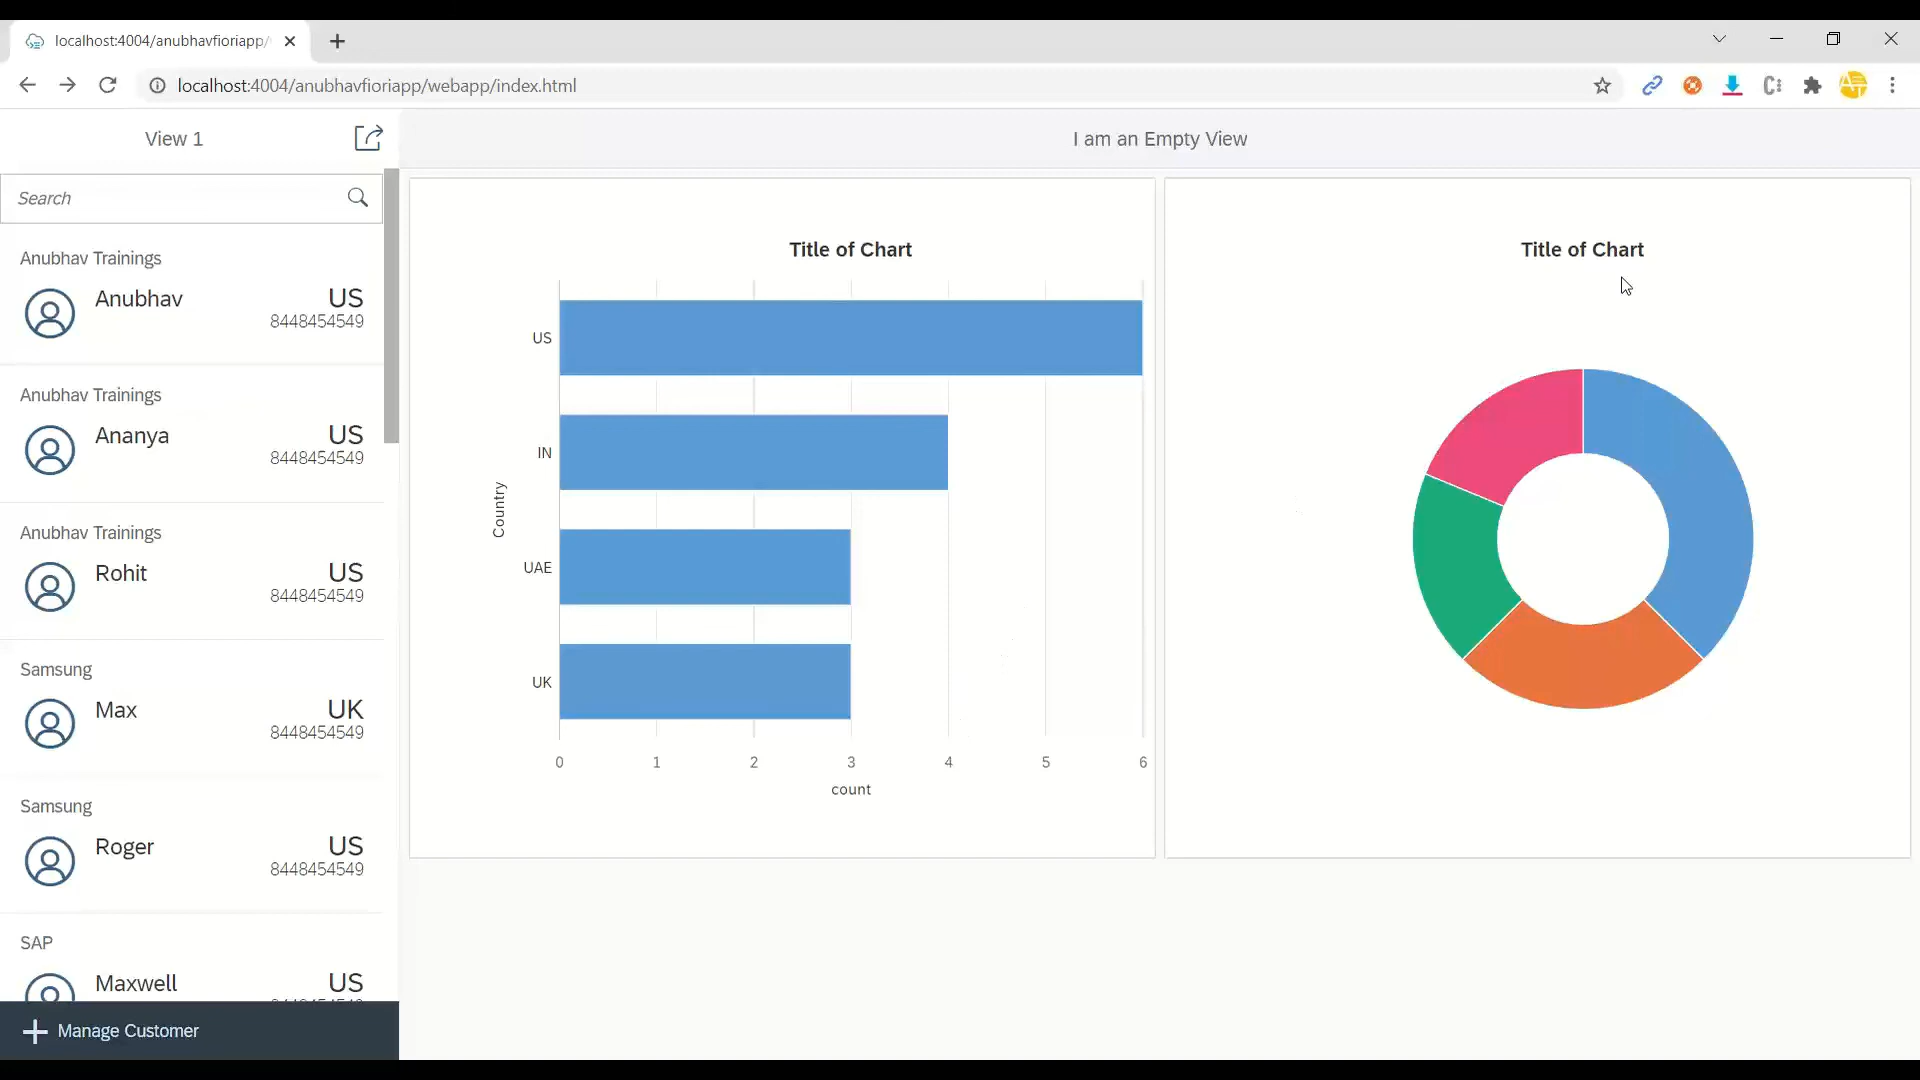 localhost:4004/anubhavfioriapp/
localhost:4004/anubhavfioriapp/webapp/index.html
View 1
I am an Empty View
Search
Anubhav Trainings
Anubhav
US
8448454549
Anubhav Trainings
Ananya
US
8448454549
Anubhav Trainings
Rohit
US
8448454549
Samsung
Max
UK
8448454549
Samsung
Roger
US
8448454549
SAP
Maxwell
US
Manage Customer
Title of Chart
Country
US
IN
UAE
UK
0 1 2 3 4 5 6
count
Title of Chart